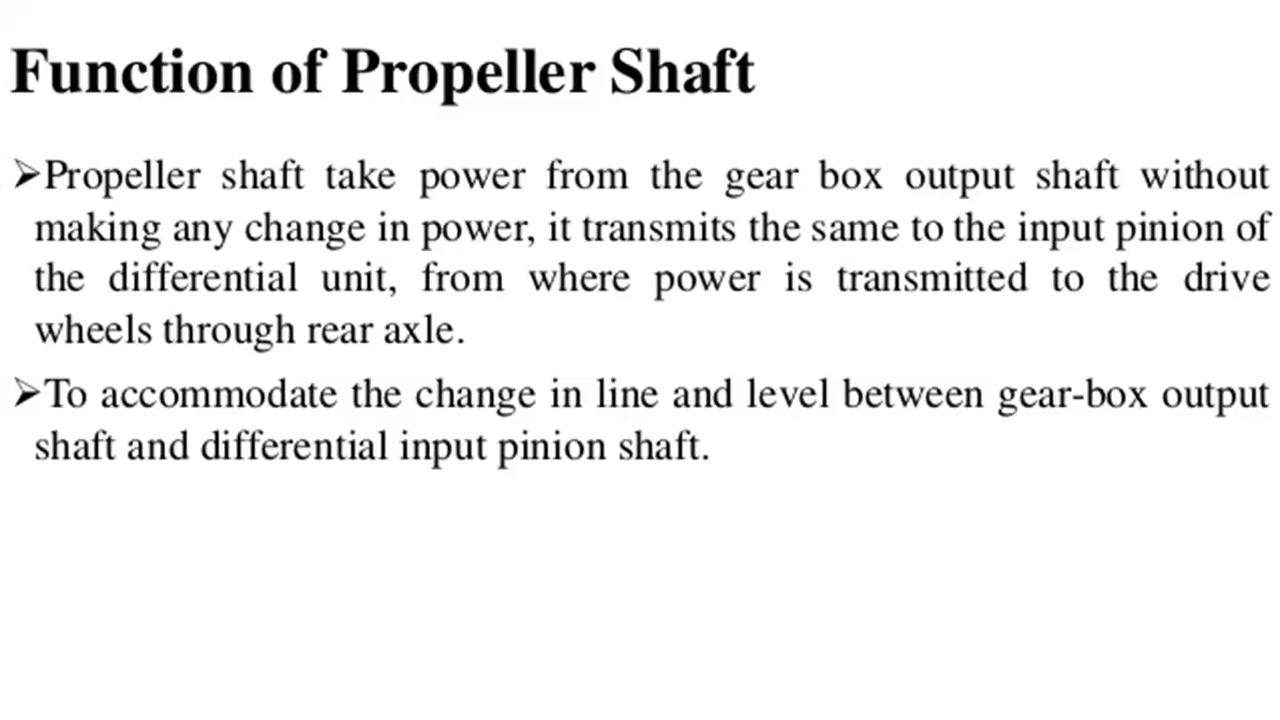 Function of Propeller Shaft
➢Propeller shaft take power from the gear box output shaft without
making any change in power, it transmits the same to the input pinion of
the differential unit, from where power is transmitted to the drive
wheels through rear axle.
➢To accommodate the change in line and level between gear-box output
shaft and differential input pinion shaft.